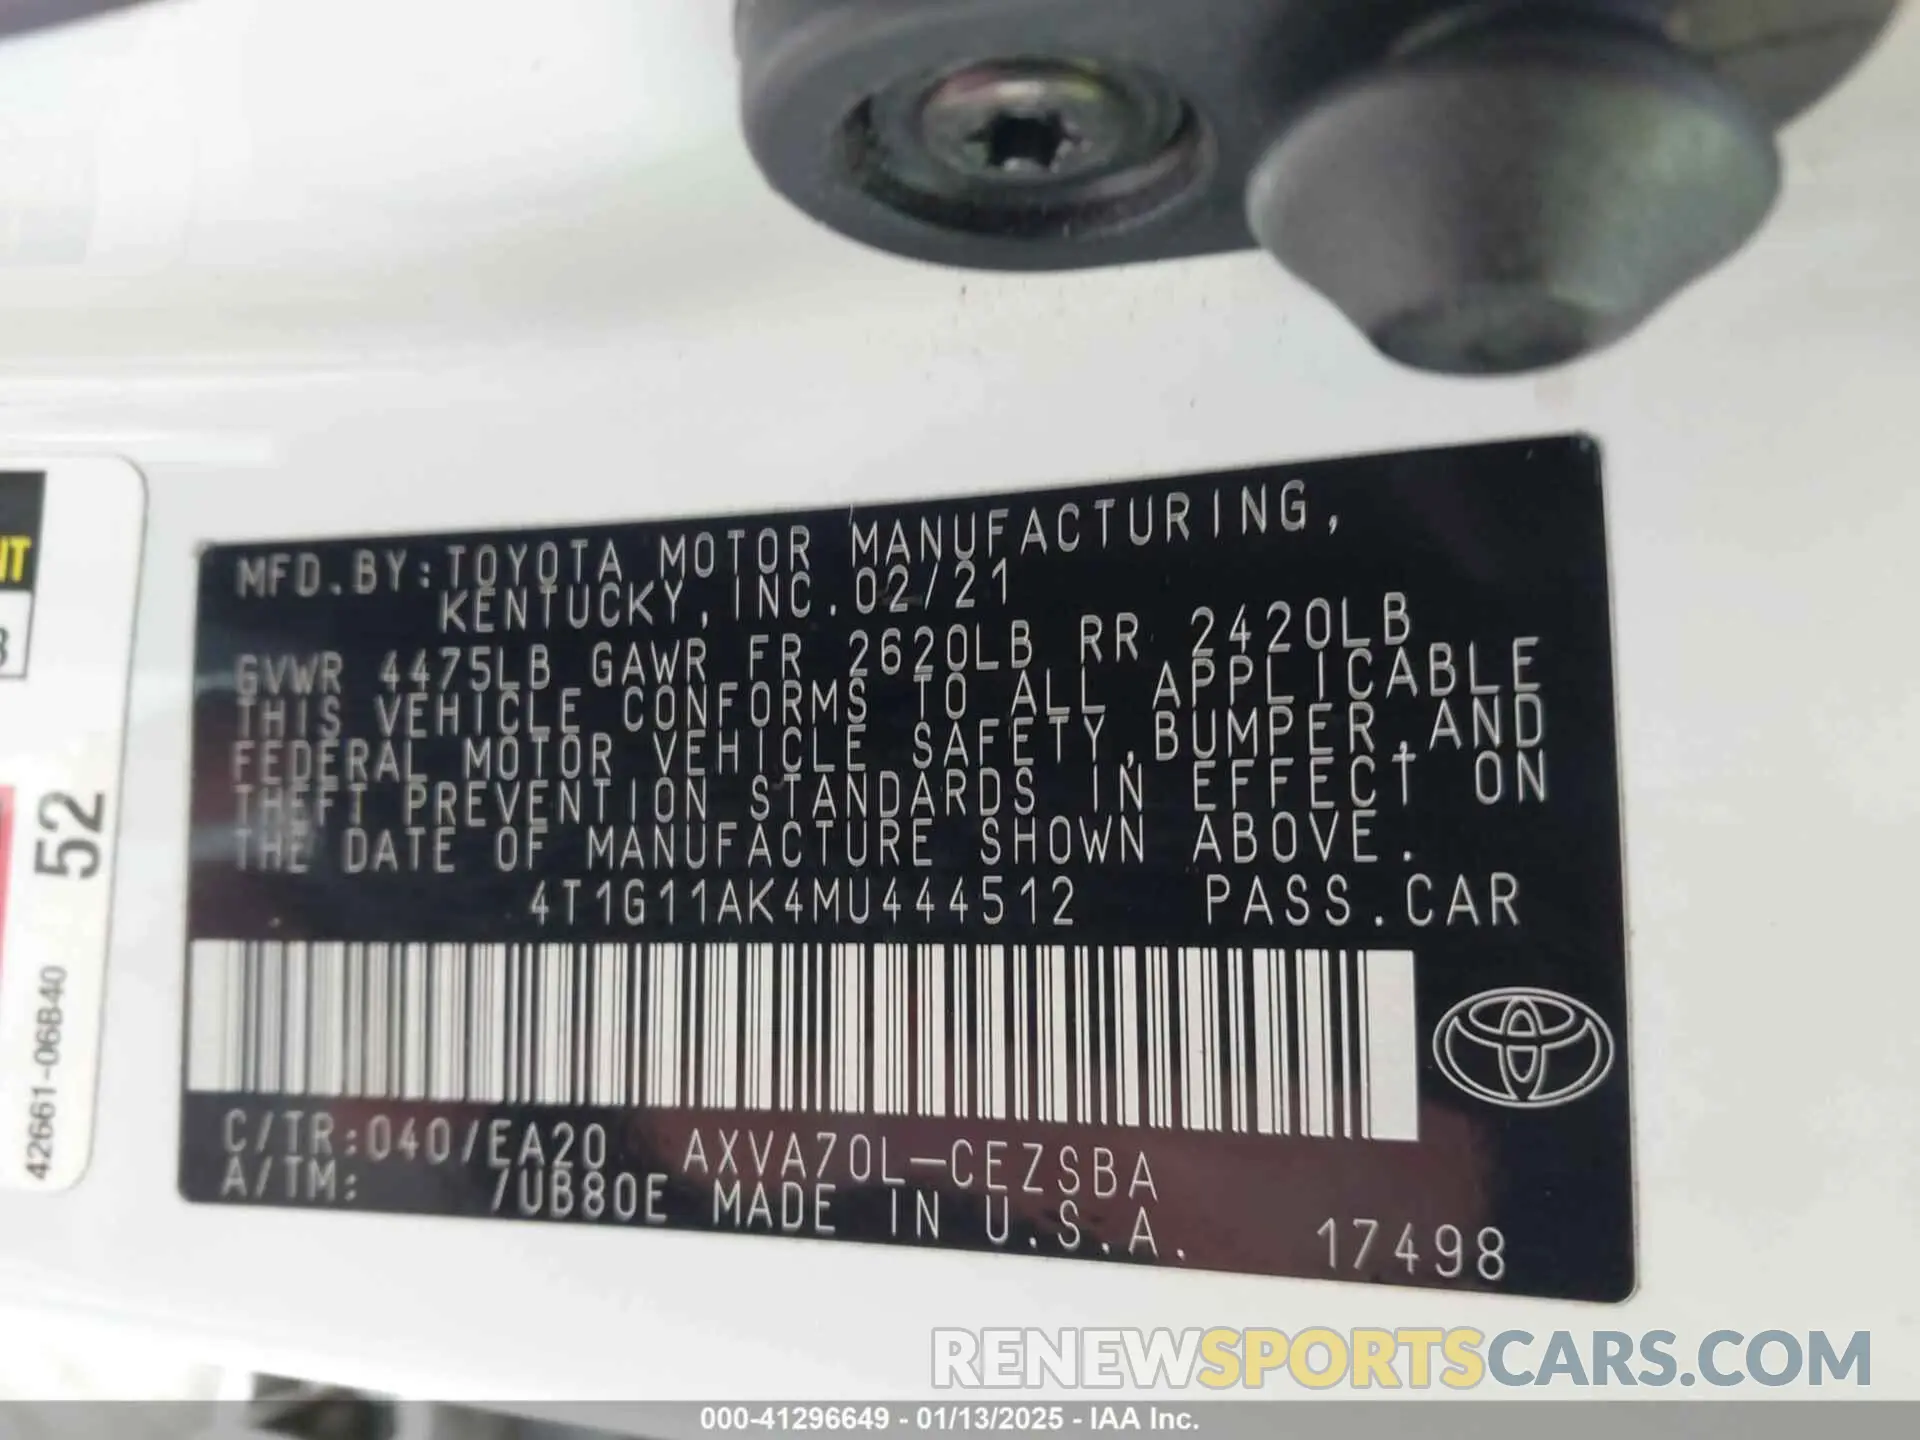 MFD.BY:TOYOTA MOTOR MANUFACTURING,
KENTUCKY, INC.02/21
GVWR 4475LB GAWR FR 2620LB RR 2420LB
THIS VEHICLE CONFORMS TO ALL APPLICABLE
FEDERAL MOTOR VEHICLE SAFETY,BUMPER,AND
THEFT PREVENTION STANDARDS IN EFFECT ON
THE DATE OF MANUFACTURE SHOWN ABOVE.
4T1G11AK4MU444512 PASS.CAR
C/TR:040/EA20 AXVA70L-CEZSBA
A/TM: /UB80E MADE IN U.S.A. 17498
52
42661-06B40
RENEWSPORTSCARS.COM
000-41296649 - 01/13/2025 - IAA Inc.